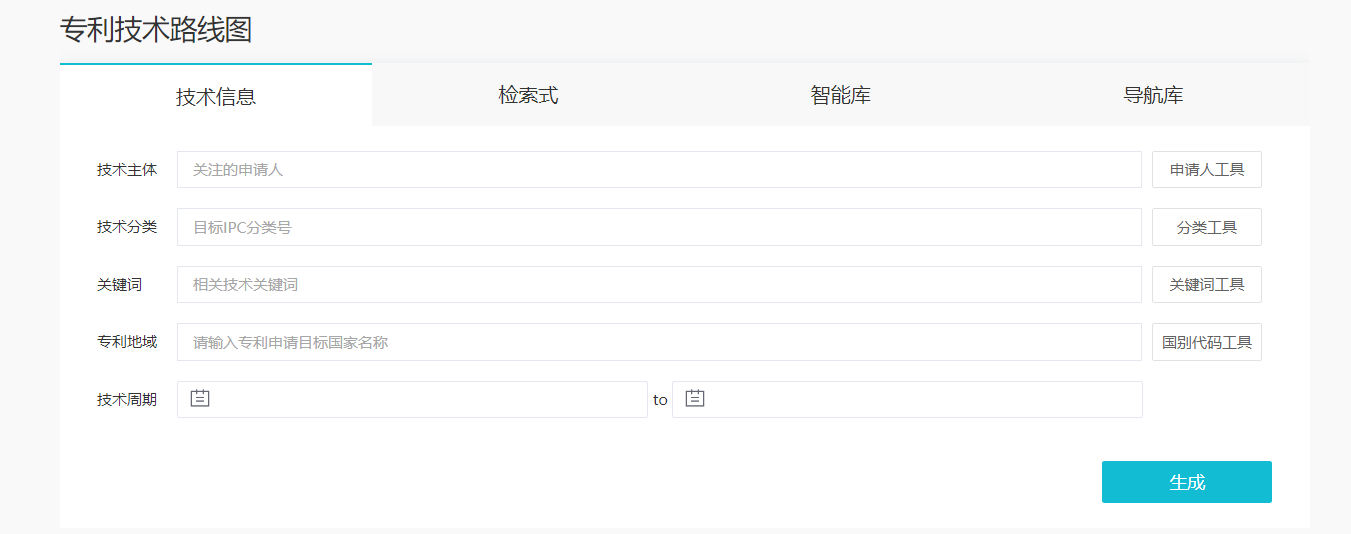 专利技术路线图
技术信息 检索式 智能库 导航库
技术主体 关注的申请人 申请人工具
技术分类 目标IPC分类号 分类工具
关键词 相关技术关键词 关键词工具
专利地域 请输入专利申请目标国家名称 国别代码工具
技术周期 to
生成